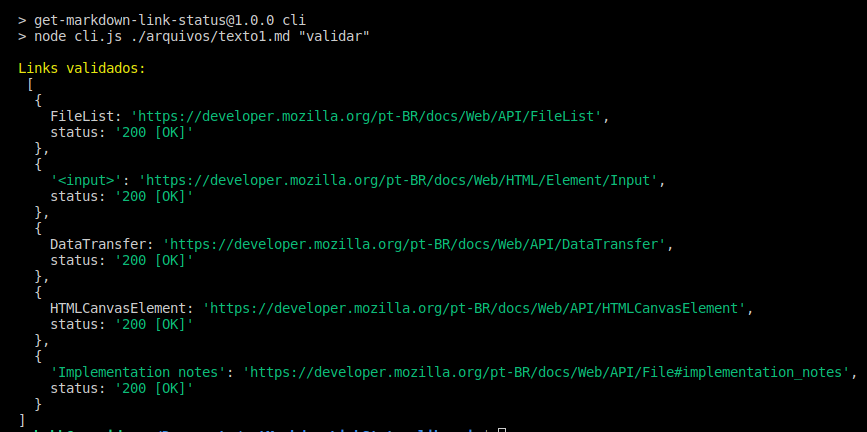 > get-markdown-link-status@1.0.0 cli
> node cli.js ./arquivos/texto1.md "validar"
Links validados:
[
{
FileList: 'https://developer.mozilla.org/pt-BR/docs/Web/API/FileList',
status: '200 [OK]'
},
{
'<input>': 'https://developer.mozilla.org/pt-BR/docs/Web/HTML/Element/Input',
status: '200 [OK]'
},
{
DataTransfer: 'https://developer.mozilla.org/pt-BR/docs/Web/API/DataTransfer',
status: '200 [OK]'
},
{
HTMLCanvasElement: 'https://developer.mozilla.org/pt-BR/docs/Web/API/HTMLCanvasElement',
status: '200 [OK]'
},
{
'Implementation notes': 'https://developer.mozilla.org/pt-BR/docs/Web/API/File#implementation_notes',
status: '200 [OK]'
}
]